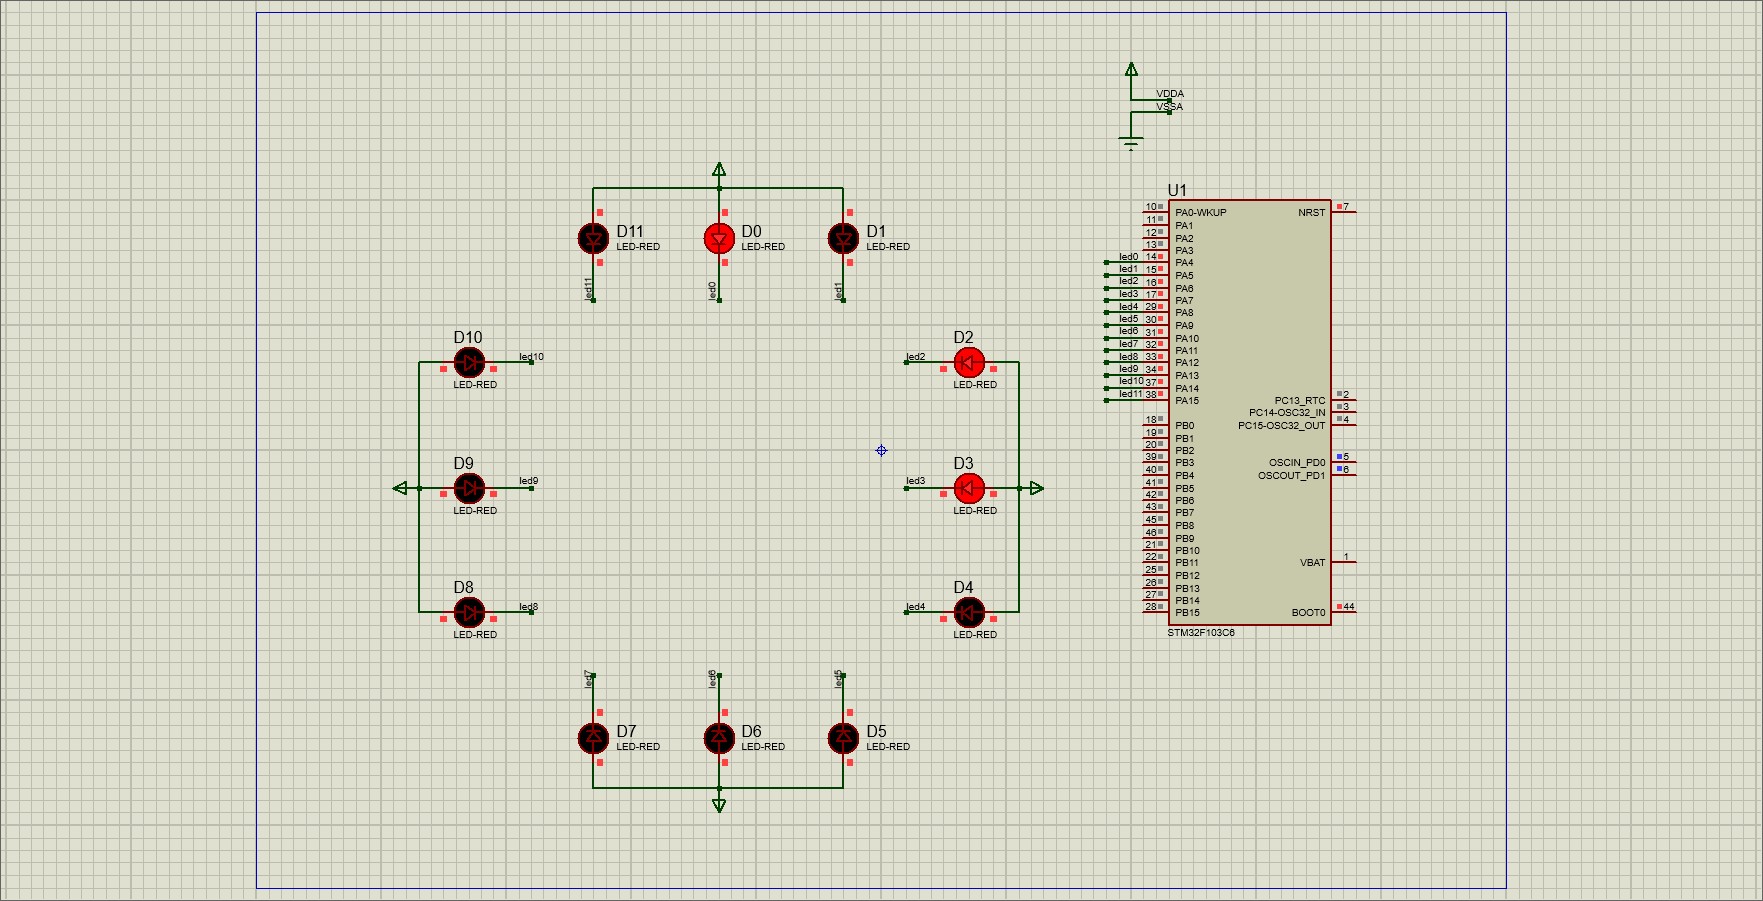 VDDA
VSSA
U1
10 PA0-WKUP NRST 7
11 PA1
12 PA2
13 PA3
led0 14 PA4
led1 15 PA5
led2 16 PA6
led3 17 PA7
led4 29 PA8
led5 30 PA9
led6 31 PA10
led7 32 PA11
led8 33 PA12
led9 34 PA13
led10 37 PA14
led11 38 PA15
PC13_RTC 2
PC14-OSC32_IN 3
PC15-OSC32_OUT 4
18 PB0
19 PB1
20 PB2
39 PB3
40 PB4
41 PB5
42 PB6
43 PB7
45 PB8
46 PB9
21 PB10
22 PB11
25 PB12
26 PB13
27 PB14
28 PB15
OSCIN_PD0 5
OSCOUT_PD1 6
VBAT 1
BOOT0 44
STM32F103C6
D11
LED-RED
led11
D0
LED-RED
led0
D1
LED-RED
led1
D10
LED-RED
led10
D2
LED-RED
led2
D9
LED-RED
led9
D3
LED-RED
led3
D8
LED-RED
led8
D4
LED-RED
led4
led7
D7
LED-RED
led6
D6
LED-RED
led5
D5
LED-RED